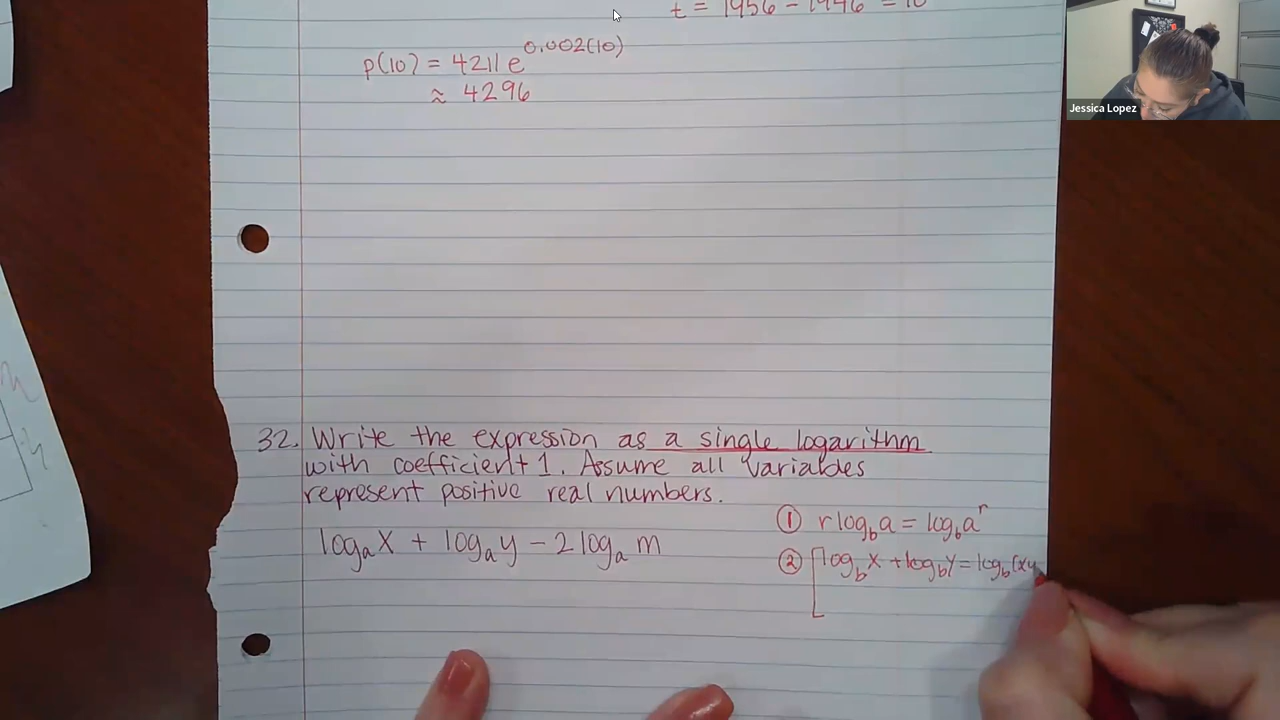 t = 1956 - 1946 = 10
p(10) = 4211 e^0.002(10)
≈ 4296
Jessica Lopez
32. Write the expression as a single logarithm
with coefficient 1. Assume all variables
represent positive real numbers.
① r log_b a = log_b a^r
log_a x + log_a y - 2 log_a m
② log_b x + log_b y = log_b (xy